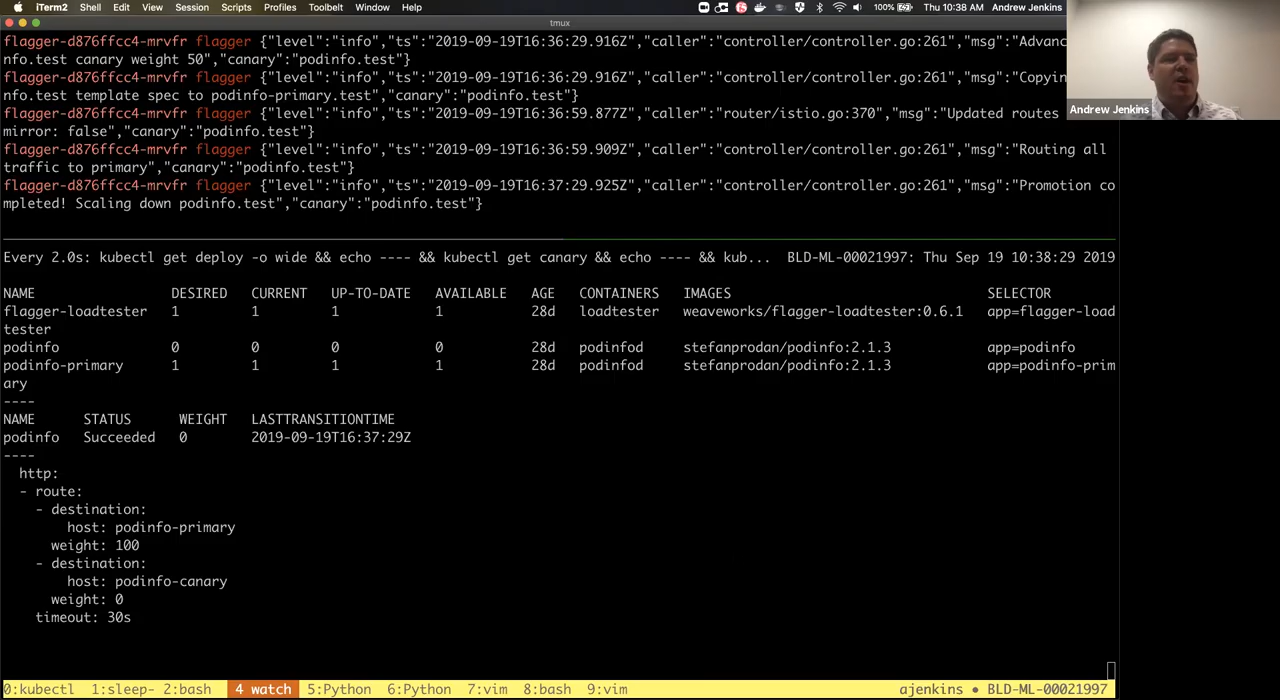 iTerm2 Shell Edit View Session Scripts Profiles Toolbelt Window Help 100% Thu 10:38 AM Andrew Jenkins
tmux
flagger-d876ffcc4-mrvfr flagger {"level":"info","ts":"2019-09-19T16:36:29.916Z","caller":"controller/controller.go:261","msg":"Advanc
nfo.test canary weight 50","canary":"podinfo.test"}
flagger-d876ffcc4-mrvfr flagger {"level":"info","ts":"2019-09-19T16:36:29.916Z","caller":"controller/controller.go:261","msg":"Copyin
nfo.test template spec to podinfo-primary.test","canary":"podinfo.test"}
flagger-d876ffcc4-mrvfr flagger {"level":"info","ts":"2019-09-19T16:36:59.877Z","caller":"router/istio.go:370","msg":"Updated routes
mirror: false","canary":"podinfo.test"}
flagger-d876ffcc4-mrvfr flagger {"level":"info","ts":"2019-09-19T16:36:59.909Z","caller":"controller/controller.go:261","msg":"Routing all
traffic to primary","canary":"podinfo.test"}
flagger-d876ffcc4-mrvfr flagger {"level":"info","ts":"2019-09-19T16:37:29.925Z","caller":"controller/controller.go:261","msg":"Promotion co
mpleted! Scaling down podinfo.test","canary":"podinfo.test"}
Andrew Jenkins
Every 2.0s: kubectl get deploy -o wide && echo ---- && kubectl get canary && echo ---- && kub... BLD-ML-00021997: Thu Sep 19 10:38:29 2019
NAME DESIRED CURRENT UP-TO-DATE AVAILABLE AGE CONTAINERS IMAGES SELECTOR
flagger-loadtester 1 1 1 1 28d loadtester weaveworks/flagger-loadtester:0.6.1 app=flagger-load
tester
podinfo 0 0 0 0 28d podinfod stefanprodan/podinfo:2.1.3 app=podinfo
podinfo-primary 1 1 1 1 28d podinfod stefanprodan/podinfo:2.1.3 app=podinfo-prim
ary
----
NAME STATUS WEIGHT LASTTRANSITIONTIME
podinfo Succeeded 0 2019-09-19T16:37:29Z
----
http:
- route:
- destination:
host: podinfo-primary
weight: 100
- destination:
host: podinfo-canary
weight: 0
timeout: 30s
0:kubectl 1:sleep- 2:bash 4 watch 5:Python 6:Python 7:vim 8:bash 9:vim ajenkins • BLD-ML-00021997